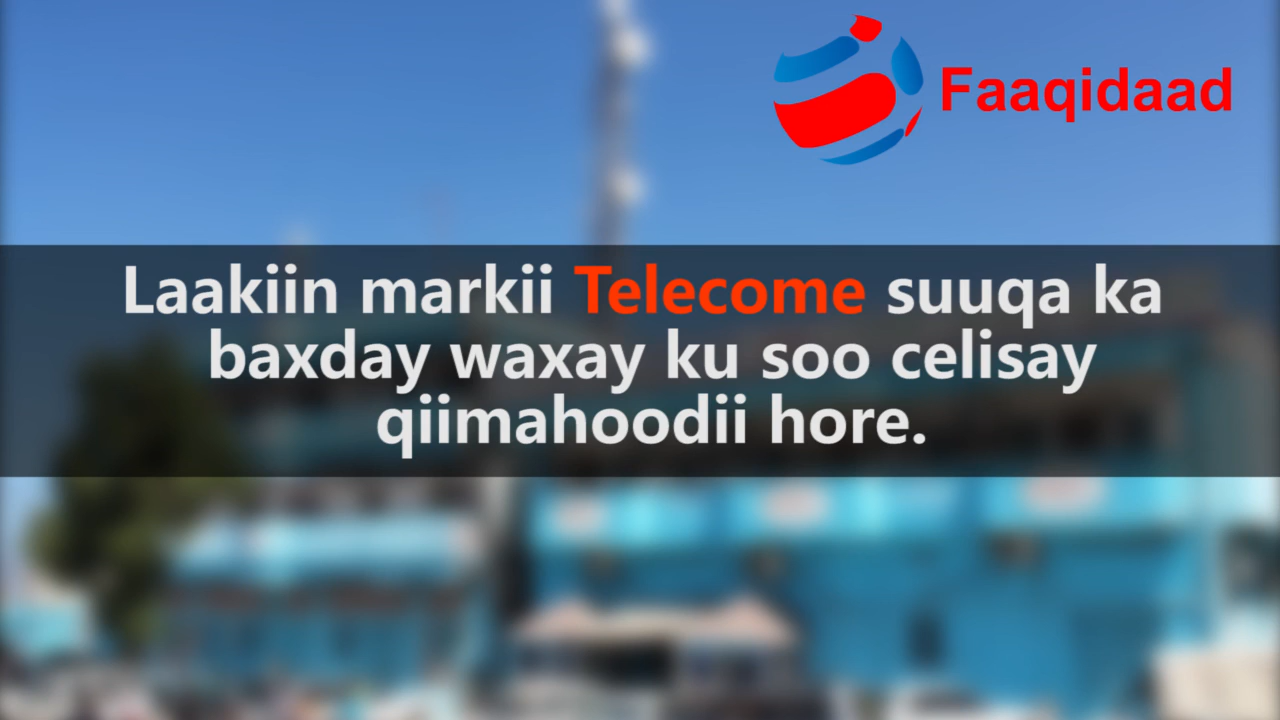 Faaqidaad
Laakiin markii Telecome suuqa ka
baxday waxay ku soo celisay
qiimahoodii hore.